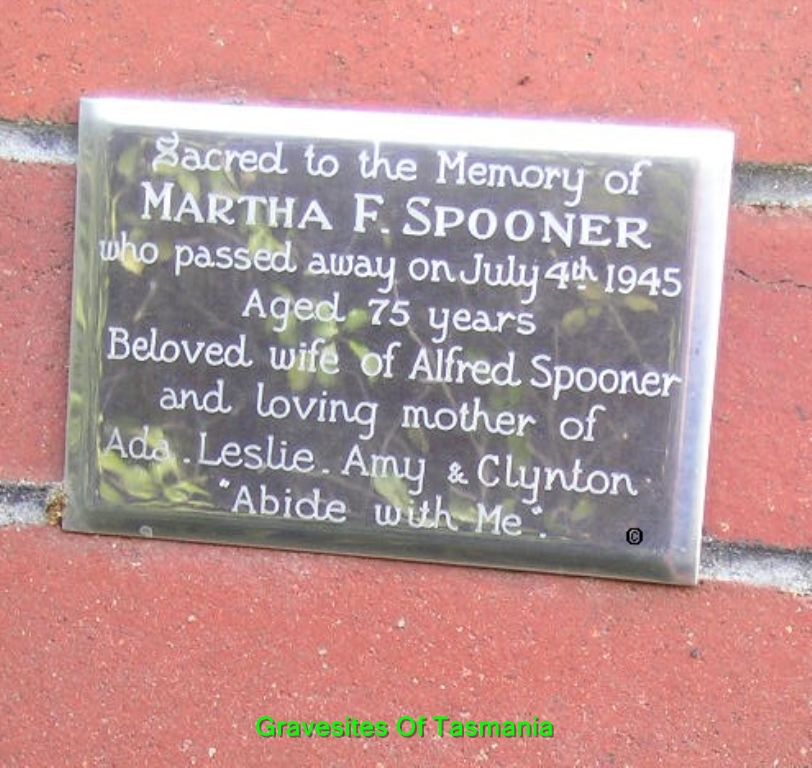 Sacred to the Memory of
MARTHA F. SPOONER
who passed away on July 4th 1945
Aged 75 years
Beloved wife of Alfred Spooner
and loving mother of
Ada. Leslie. Amy & Clynton
"Abide with Me".
©
Gravesites Of Tasmania